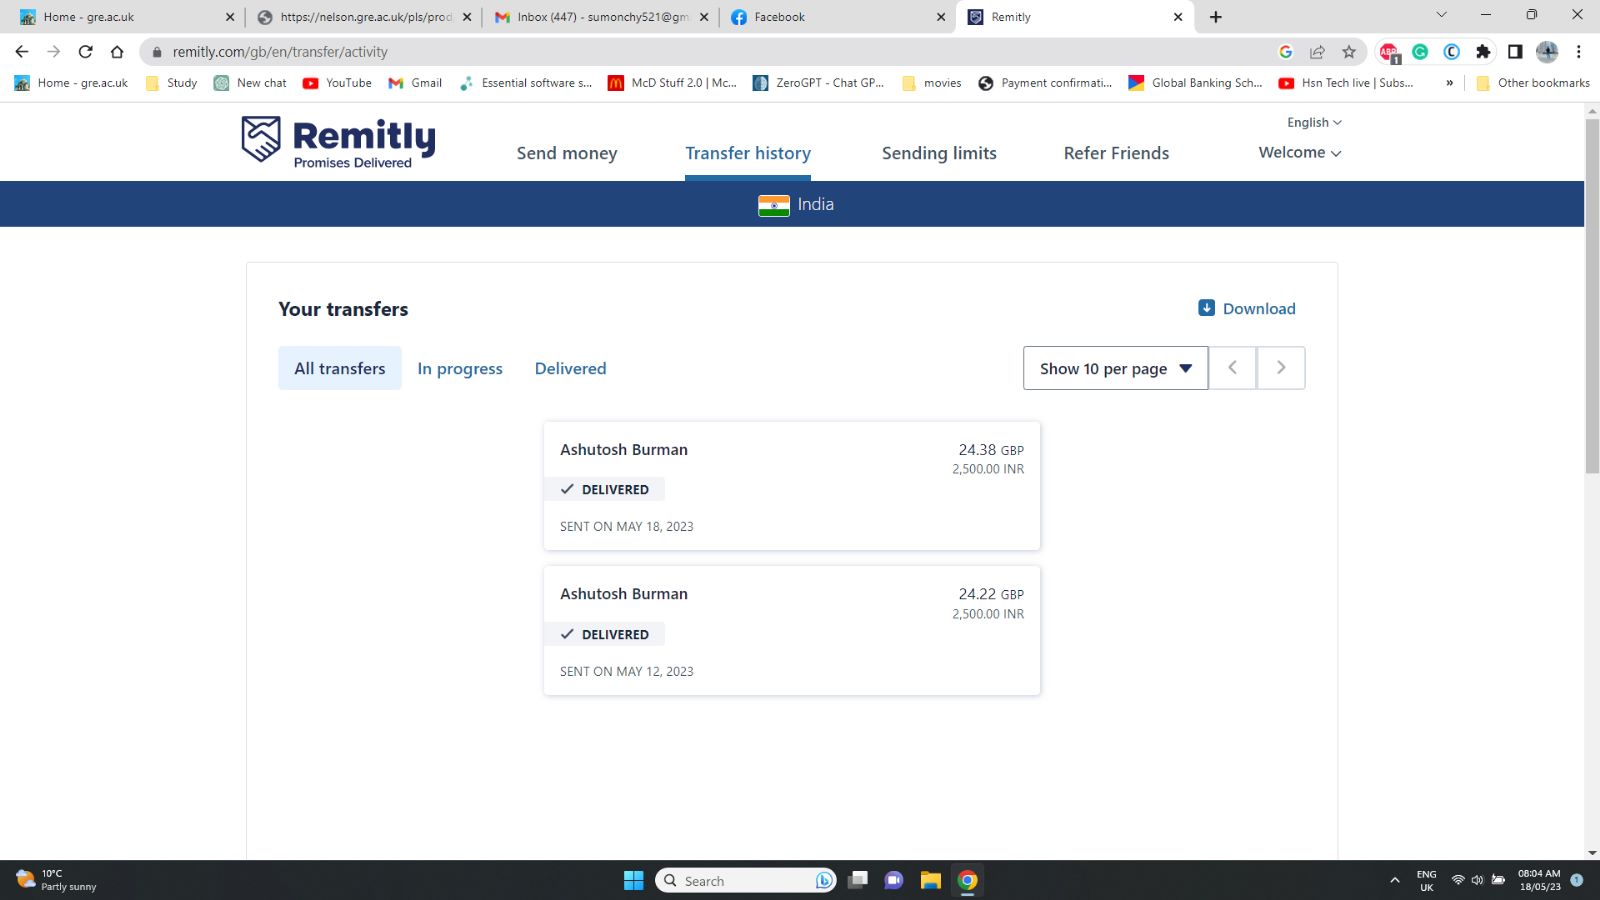 Home - gre.ac.uk
https://nelson.gre.ac.uk/pls/prod
Inbox (447) - sumonchy521@gm
Facebook
Remitly
remitly.com/gb/en/transfer/activity
ABP 1
Home - gre.ac.uk
Study
New chat
YouTube
Gmail
Essential software s...
McD Stuff 2.0 | Mc...
ZeroGPT - Chat GP...
movies
Payment confirmati...
Global Banking Sch...
Hsn Tech live | Subs...
»
Other bookmarks
Remitly
Promises Delivered
Send money
Transfer history
Sending limits
Refer Friends
English
Welcome
India
Your transfers
Download
All transfers
In progress
Delivered
Show 10 per page
Ashutosh Burman
24.38 GBP
2,500.00 INR
DELIVERED
SENT ON MAY 18, 2023
Ashutosh Burman
24.22 GBP
2,500.00 INR
DELIVERED
SENT ON MAY 12, 2023
10°C
Partly sunny
Search
ENG
UK
08:04 AM
18/05/23
1